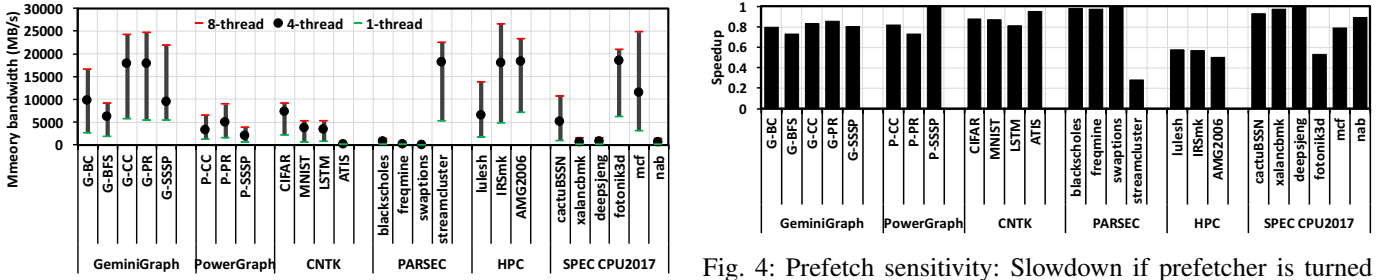 Mmeory bandwidth (MB/s)
30000
25000
20000
15000
10000
5000
0
8-thread 4-thread 1-thread
G-BC G-BFS G-CC G-PR G-SSSP P-CC P-PR P-SSSP CIFAR MNIST LSTM ATIS blackscholes freqmine swaptions streamcluster lulesh IRSmk AMG2006 cactuBSSN xalancbmk deepsjeng fotonik3d mcf nab
GeminiGraph PowerGraph CNTK PARSEC HPC SPEC CPU2017
Speedup
1
0.8
0.6
0.4
0.2
0
G-BC G-BFS G-CC G-PR G-SSSP P-CC P-PR P-SSSP CIFAR MNIST LSTM ATIS blackscholes freqmine swaptions streamcluster lulesh IRSmk AMG2006 cactuBSSN xalancbmk deepsjeng fotonik3d mcf nab
GeminiGraph PowerGraph CNTK PARSEC HPC SPEC CPU2017
Fig. 4: Prefetch sensitivity: Slowdown if prefetcher is turned